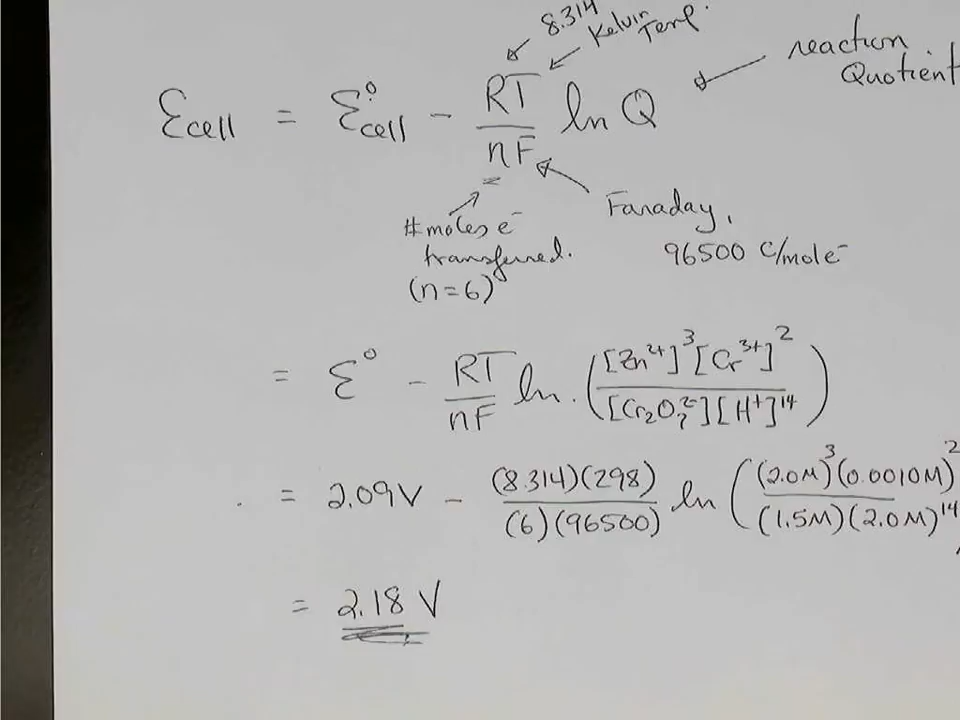 8.314
Kelvin Temp.
reaction Quotient
Ecell = E°cell - RT/nF ln Q
#moles e⁻
transferred.
(n=6)
Faraday,
96500 C/mole⁻
= E° - RT/nF ln ([Zn²⁺]³[Cr³⁺]²/[Cr₂O₇²⁻][H⁺]¹⁴)
= 2.09V - (8.314)(298)/(6)(96500) ln ((2.0M)³(0.0010M)²/(1.5M)(2.0M)¹⁴
= 2.18 V